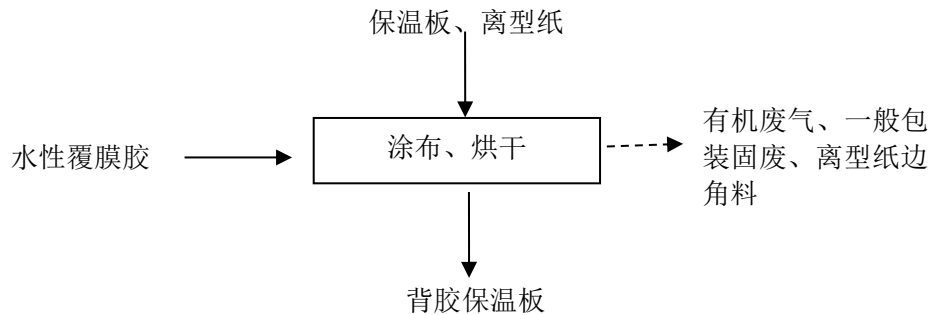 保温板、离型纸
水性覆膜胶
涂布、烘干
有机废气、一般包
装固废、离型纸边
角料
背胶保温板